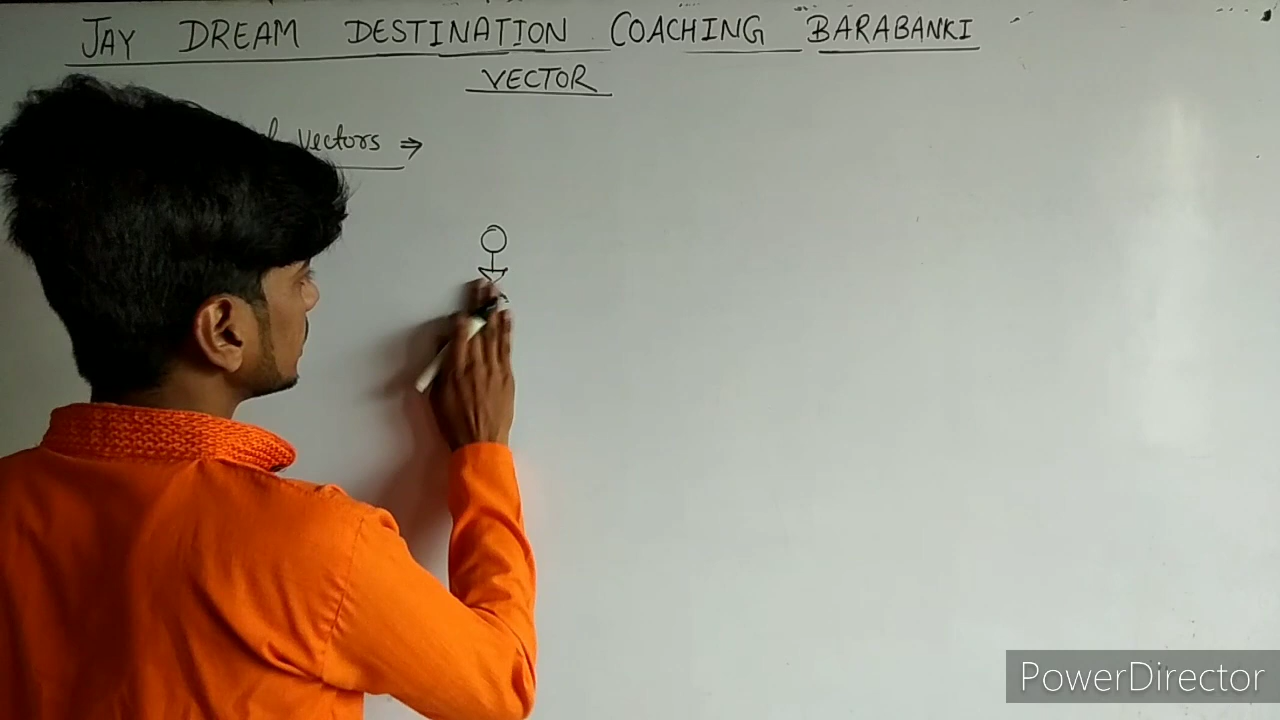 JAY DREAM DESTINATION COACHING BARABANKI
VECTOR
vectors ⇒
PowerDirector